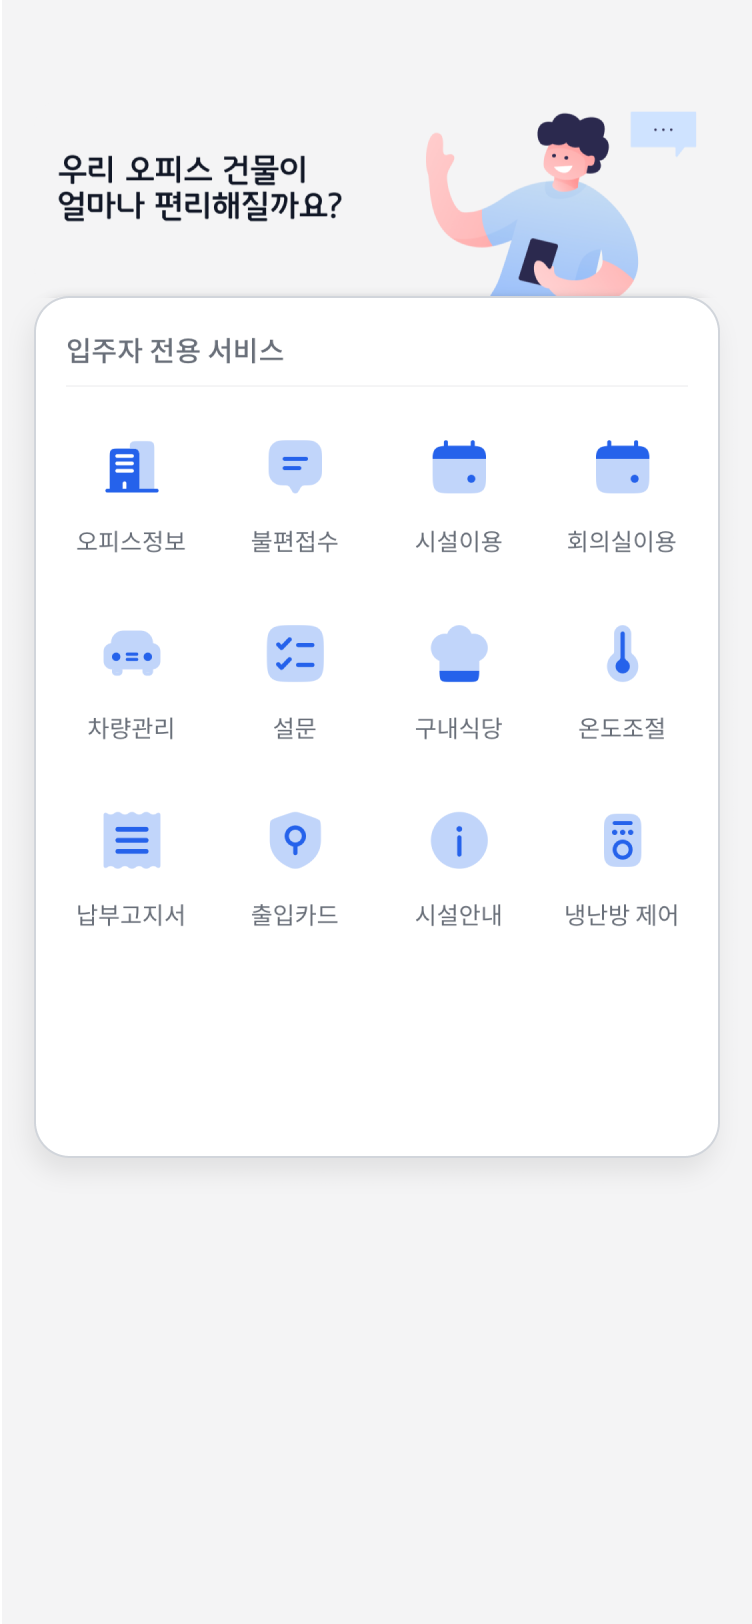 우리 오피스 건물이
얼마나 편리해질까요?
...
입주자 전용 서비스
오피스정보
불편접수
시설이용
회의실이용
차량관리
설문
구내식당
온도조절
납부고지서
출입카드
시설안내
냉난방 제어